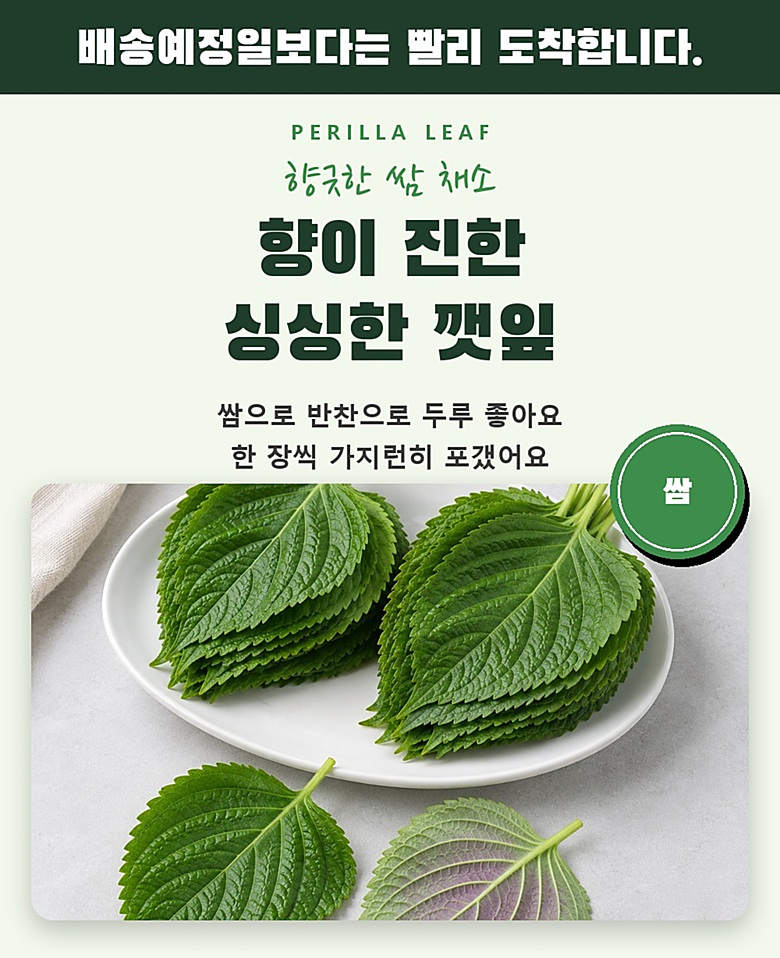 배송예정일보다는 빨리 도착합니다.
PERILLA LEAF
향긋한 쌈 채소
향이 진한
싱싱한 깻잎
쌈으로 반찬으로 두루 좋아요
한 장씩 가지런히 포갰어요
쌈